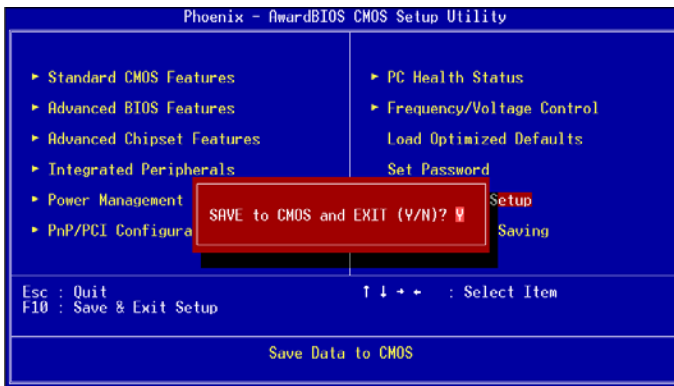 Phoenix - AwardBIOS CMOS Setup Utility
► Standard CMOS Features
► Advanced BIOS Features
► Advanced Chipset Features
► Integrated Peripherals
► Power Management
► PnP/PCI Configura
► PC Health Status
► Frequency/Voltage Control
Load Optimized Defaults
Set Password
Setup
Saving
SAVE to CMOS and EXIT (Y/N)? Y
Esc : Quit
F10 : Save & Exit Setup
↑ ↓ → ← : Select Item
Save Data to CMOS